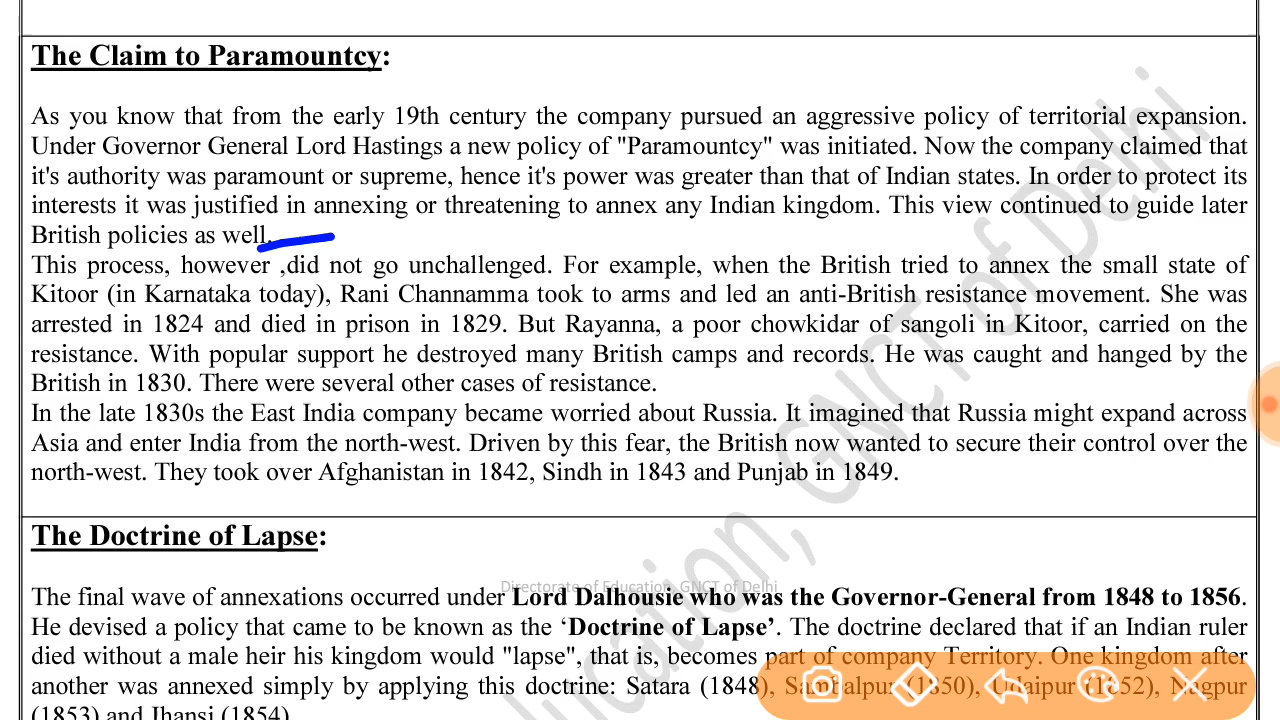 The Claim to Paramountcy:
As you know that from the early 19th century the company pursued an aggressive policy of territorial expansion.
Under Governor General Lord Hastings a new policy of "Paramountcy" was initiated. Now the company claimed that
it's authority was paramount or supreme, hence it's power was greater than that of Indian states. In order to protect its
interests it was justified in annexing or threatening to annex any Indian kingdom. This view continued to guide later
British policies as well.
This process, however ,did not go unchallenged. For example, when the British tried to annex the small state of
Kitoor (in Karnataka today), Rani Channamma took to arms and led an anti-British resistance movement. She was
arrested in 1824 and died in prison in 1829. But Rayanna, a poor chowkidar of sangoli in Kitoor, carried on the
resistance. With popular support he destroyed many British camps and records. He was caught and hanged by the
British in 1830. There were several other cases of resistance.
In the late 1830s the East India company became worried about Russia. It imagined that Russia might expand across
Asia and enter India from the north-west. Driven by this fear, the British now wanted to secure their control over the
north-west. They took over Afghanistan in 1842, Sindh in 1843 and Punjab in 1849.
The Doctrine of Lapse:
Directorate of Education, GNCT of Delhi
The final wave of annexations occurred under Lord Dalhousie who was the Governor-General from 1848 to 1856.
He devised a policy that came to be known as the ‘Doctrine of Lapse’. The doctrine declared that if an Indian ruler
died without a male heir his kingdom would "lapse", that is, becomes part of company Territory. One kingdom after
another was annexed simply by applying this doctrine: Satara (1848), Sambalpur (1850), Udaipur (1852), Nagpur
(1853) and Jhansi (1854).
ucation, GNCT of Delhi